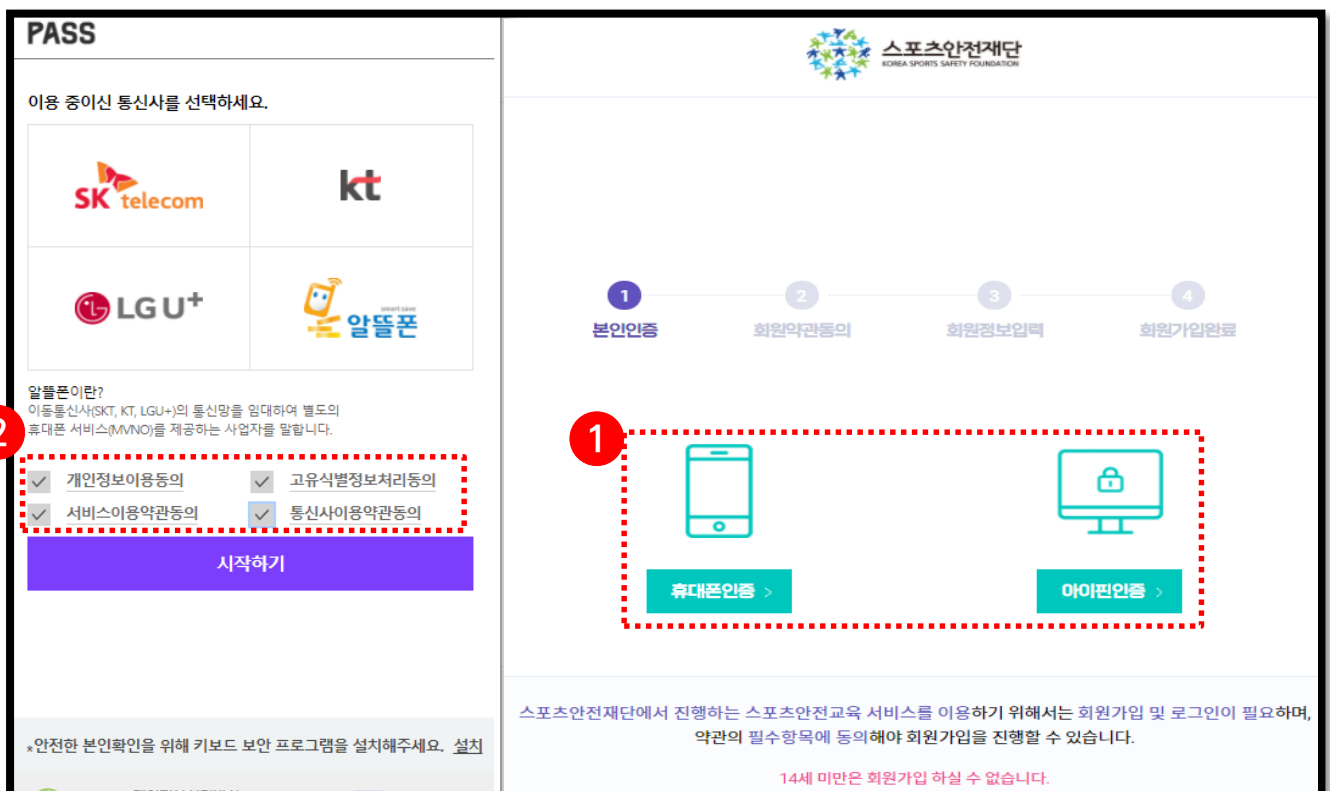 PASS
이용 중이신 통신사를 선택하세요.
SK telecom
kt
LG U+
smart save
알뜰폰
알뜰폰이란?
이동통신사(SKT, KT, LGU+)의 통신망을 임대하여 별도의
휴대폰 서비스(MVNO)를 제공하는 사업자를 말합니다.
2
개인정보이용동의
고유식별정보처리동의
서비스이용약관동의
통신사이용약관동의
시작하기
*안전한 본인확인을 위해 키보드 보안 프로그램을 설치해주세요. 설치
스포츠안전재단
KOREA SPORTS SAFETY FOUNDATION
1 2 3 4
본인인증 회원약관동의 회원정보입력 회원가입완료
1
휴대폰인증 >
아이핀인증 >
스포츠안전재단에서 진행하는 스포츠안전교육 서비스를 이용하기 위해서는 회원가입 및 로그인이 필요하며,
약관의 필수항목에 동의해야 회원가입을 진행할 수 있습니다.
14세 미만은 회원가입 하실 수 없습니다.